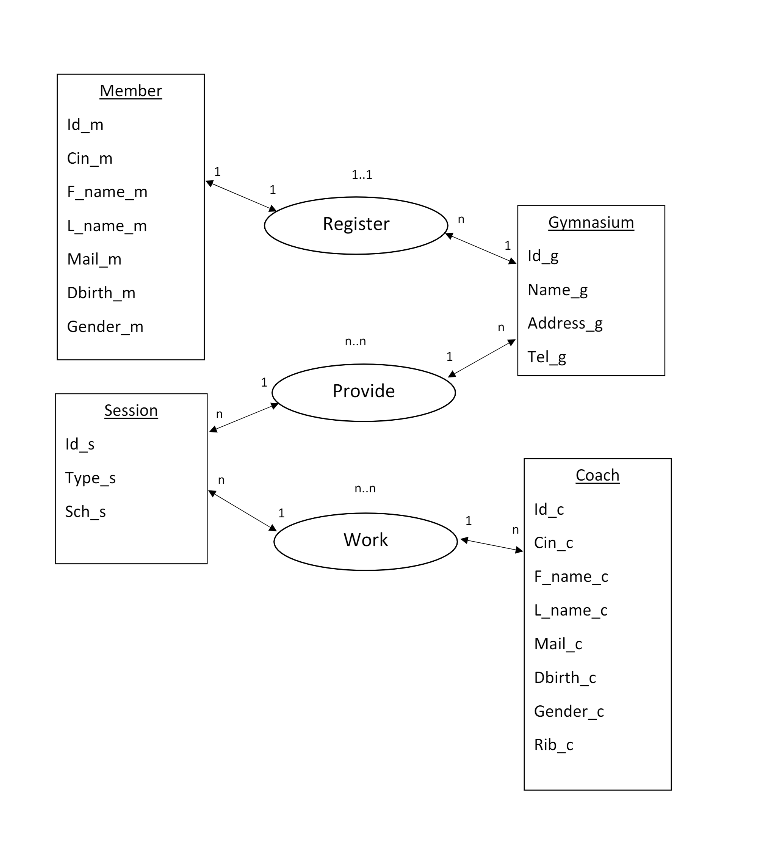 Member
Id_m
Cin_m
F_name_m
L_name_m
Mail_m
Dbirth_m
Gender_m
1
1
1..1
Register
n
1
Gymnasium
Id_g
Name_g
Address_g
Tel_g
n
1
n..n
Provide
1
n
Session
Id_s
Type_s
Sch_s
n
1
n..n
Work
1
n
Coach
Id_c
Cin_c
F_name_c
L_name_c
Mail_c
Dbirth_c
Gender_c
Rib_c